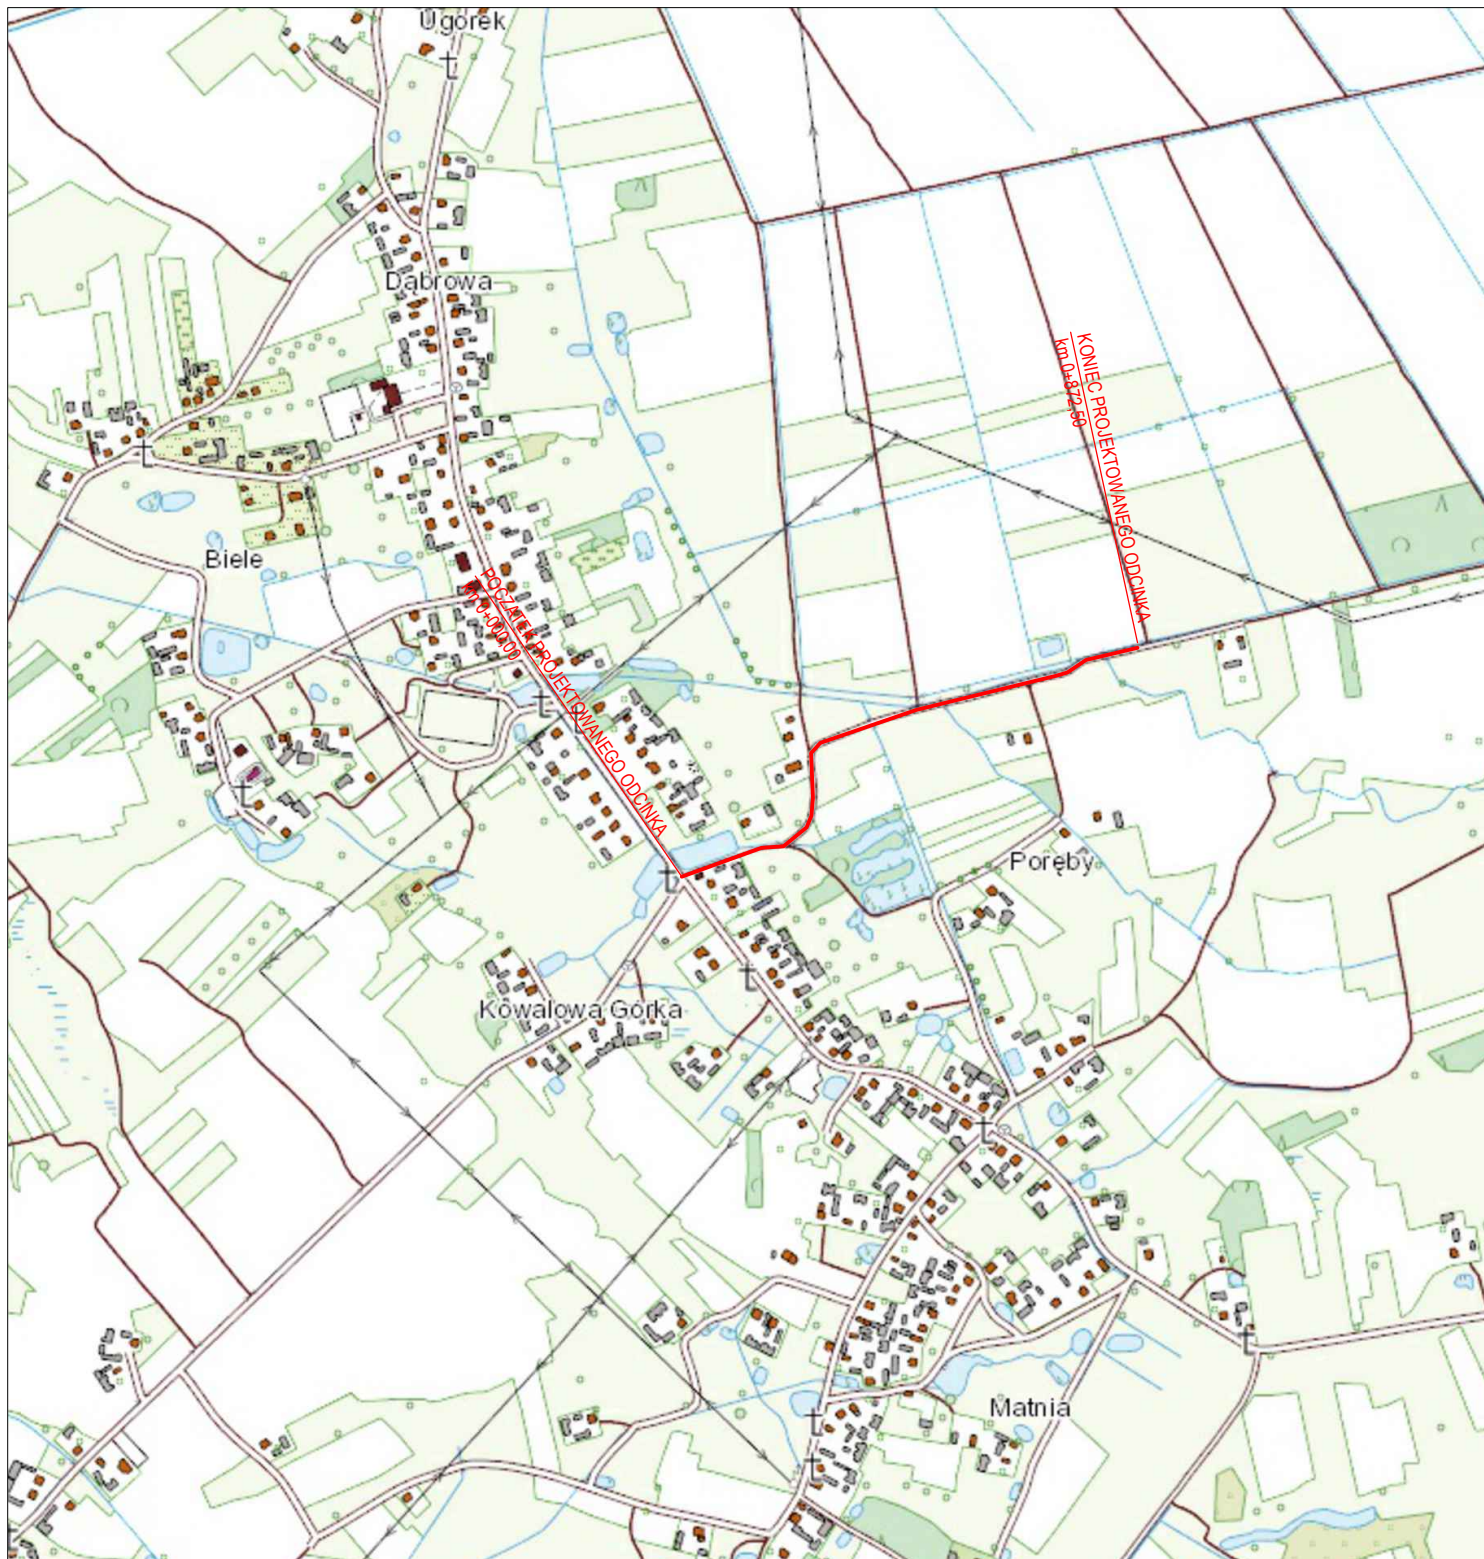 Ugorek
Dąbrowa
KONIEC PROJEKTOWANEGO ODCINKA
km 0+872,50
Biele
POCZĄTEK PROJEKTOWANEGO ODCINKA
km 0+000,00
Poręby
Kowalowa Górka
Matnia